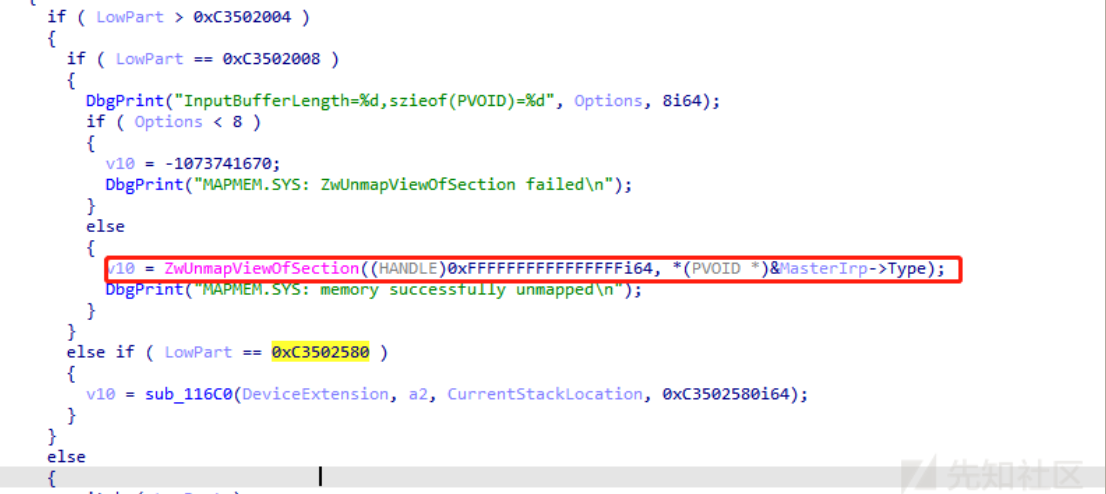 if ( LowPart > 0xC3502004 )
{
if ( LowPart == 0xC3502008 )
{
DbgPrint("InputBufferLength=%d,szieof(PVOID)=%d", Options, 8i64);
if ( Options < 8 )
{
v10 = -1073741670;
DbgPrint("MAPMEM.SYS: ZwUnmapViewOfSection failed\n");
}
else
{
v10 = ZwUnmapViewOfSection((HANDLE)0xFFFFFFFFFFFFFFFFi64, *(PVOID *)&MasterIrp->Type);
DbgPrint("MAPMEM.SYS: memory successfully unmapped\n");
}
}
else if ( LowPart == 0xC3502580 )
{
v10 = sub_116C0(DeviceExtension, a2, CurrentStackLocation, 0xC3502580i64);
}
}
else
{
先知社区